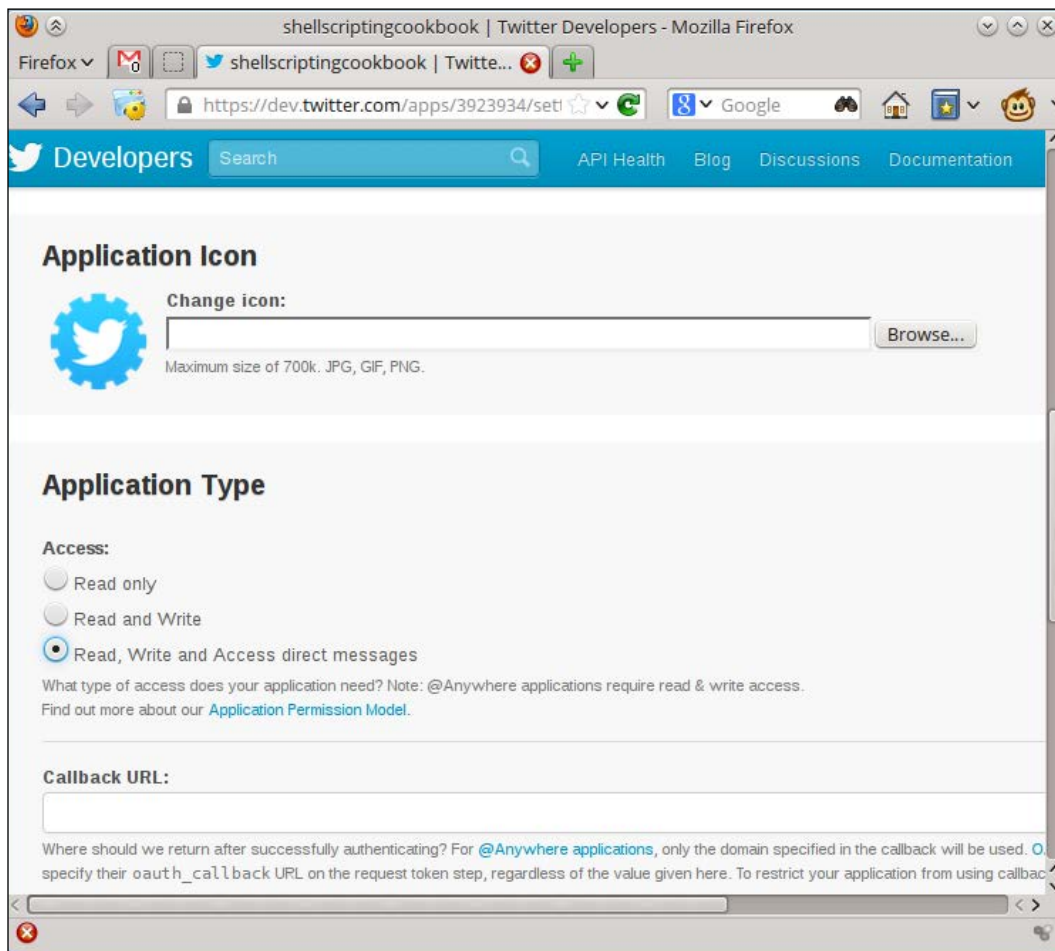 shellscriptingcookbook | Twitter Developers - Mozilla Firefox
Firefox
0
shellscriptingcookbook | Twitte...
https://dev.twitter.com/apps/3923934/sett
8 Google
Developers Search API Health Blog Discussions Documentation
Application Icon
Change icon:
Browse...
Maximum size of 700k. JPG, GIF, PNG.
Application Type
Access:
Read only
Read and Write
Read, Write and Access direct messages
What type of access does your application need? Note: @Anywhere applications require read & write access.
Find out more about our Application Permission Model.
Callback URL:
Where should we return after successfully authenticating? For @Anywhere applications, only the domain specified in the callback will be used. O
specify their oauth_callback URL on the request token step, regardless of the value given here. To restrict your application from using callbac